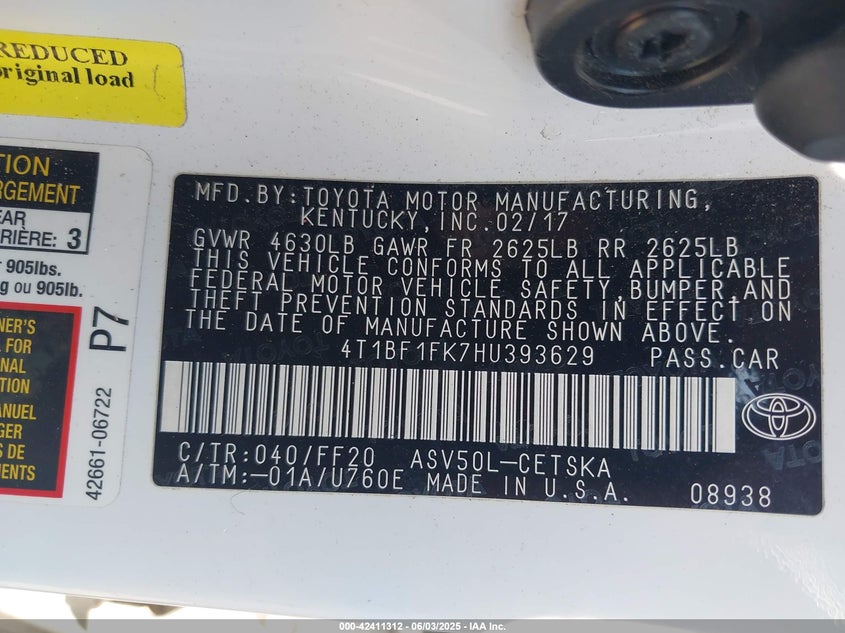 REDUCED
original load
TION
RGEMENT
EAR
RRIÈRE: 3
r 905lbs.
g ou 905lb.
NER'S
L FOR
IONAL
TION
ANUEL
GER
S DE
ION
P7
42661-06722
MFD. BY: TOYOTA MOTOR MANUFACTURING,
KENTUCKY, INC. 02/17
GVWR 4630LB GAWR FR 2625LB RR 2625LB
THIS VEHICLE CONFORMS TO ALL APPLICABLE
FEDERAL MOTOR VEHICLE SAFETY, BUMPER, AND
THEFT PREVENTION STANDARDS IN EFFECT ON
THE DATE OF MANUFACTURE SHOWN ABOVE.
4T1BF1FK7HU393629 PASS. CAR
C/TR: 040/FF20 ASV50L-CETSKA
A/TM: -01A/U760E MADE IN U.S.A.
08938
000-42411312 | 06/03/2025 | IAA Inc.